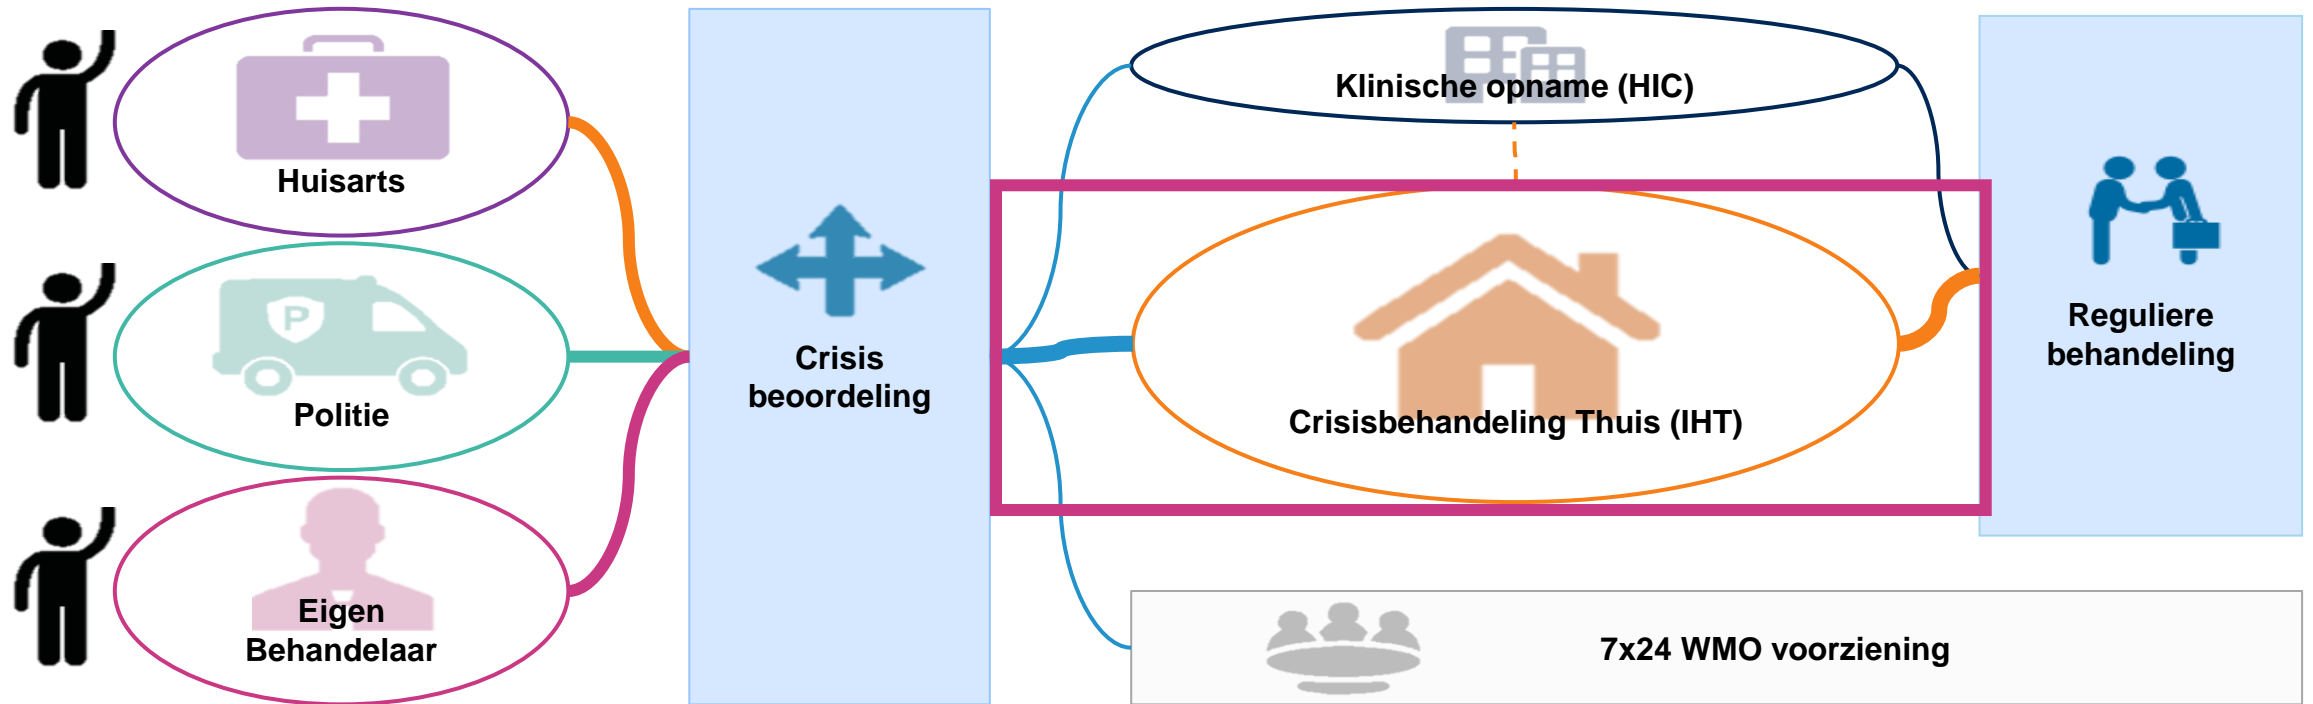 Huisarts
P
Politie
Eigen
Behandelaar
Crisis
beoordeling
Klinische opname (HIC)
Crisisbehandeling Thuis (IHT)
7x24 WMO voorziening
Reguliere
behandeling